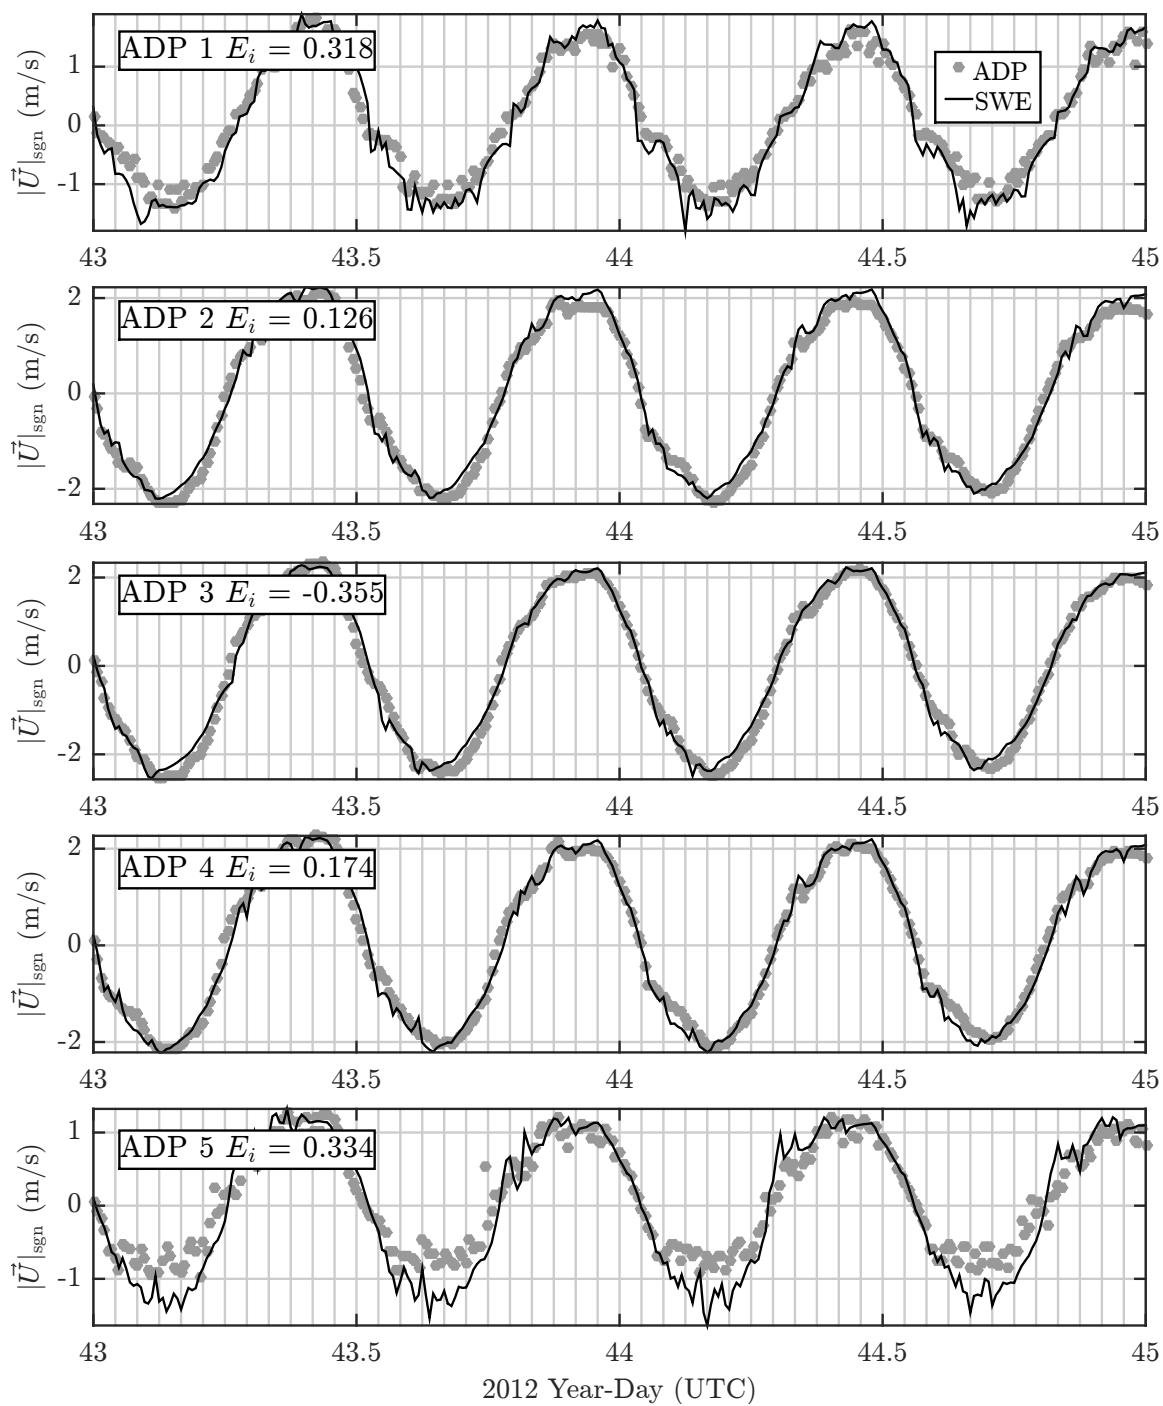 ADP 1 E_i = 0.318
ADP
SWE
|U⃗|_sgn (m/s)
1
0
-1
43 43.5 44 44.5 45
ADP 2 E_i = 0.126
|U⃗|_sgn (m/s)
2
0
-2
43 43.5 44 44.5 45
ADP 3 E_i = -0.355
|U⃗|_sgn (m/s)
2
0
-2
43 43.5 44 44.5 45
ADP 4 E_i = 0.174
|U⃗|_sgn (m/s)
2
0
-2
43 43.5 44 44.5 45
ADP 5 E_i = 0.334
|U⃗|_sgn (m/s)
1
0
-1
43 43.5 44 44.5 45
2012 Year-Day (UTC)